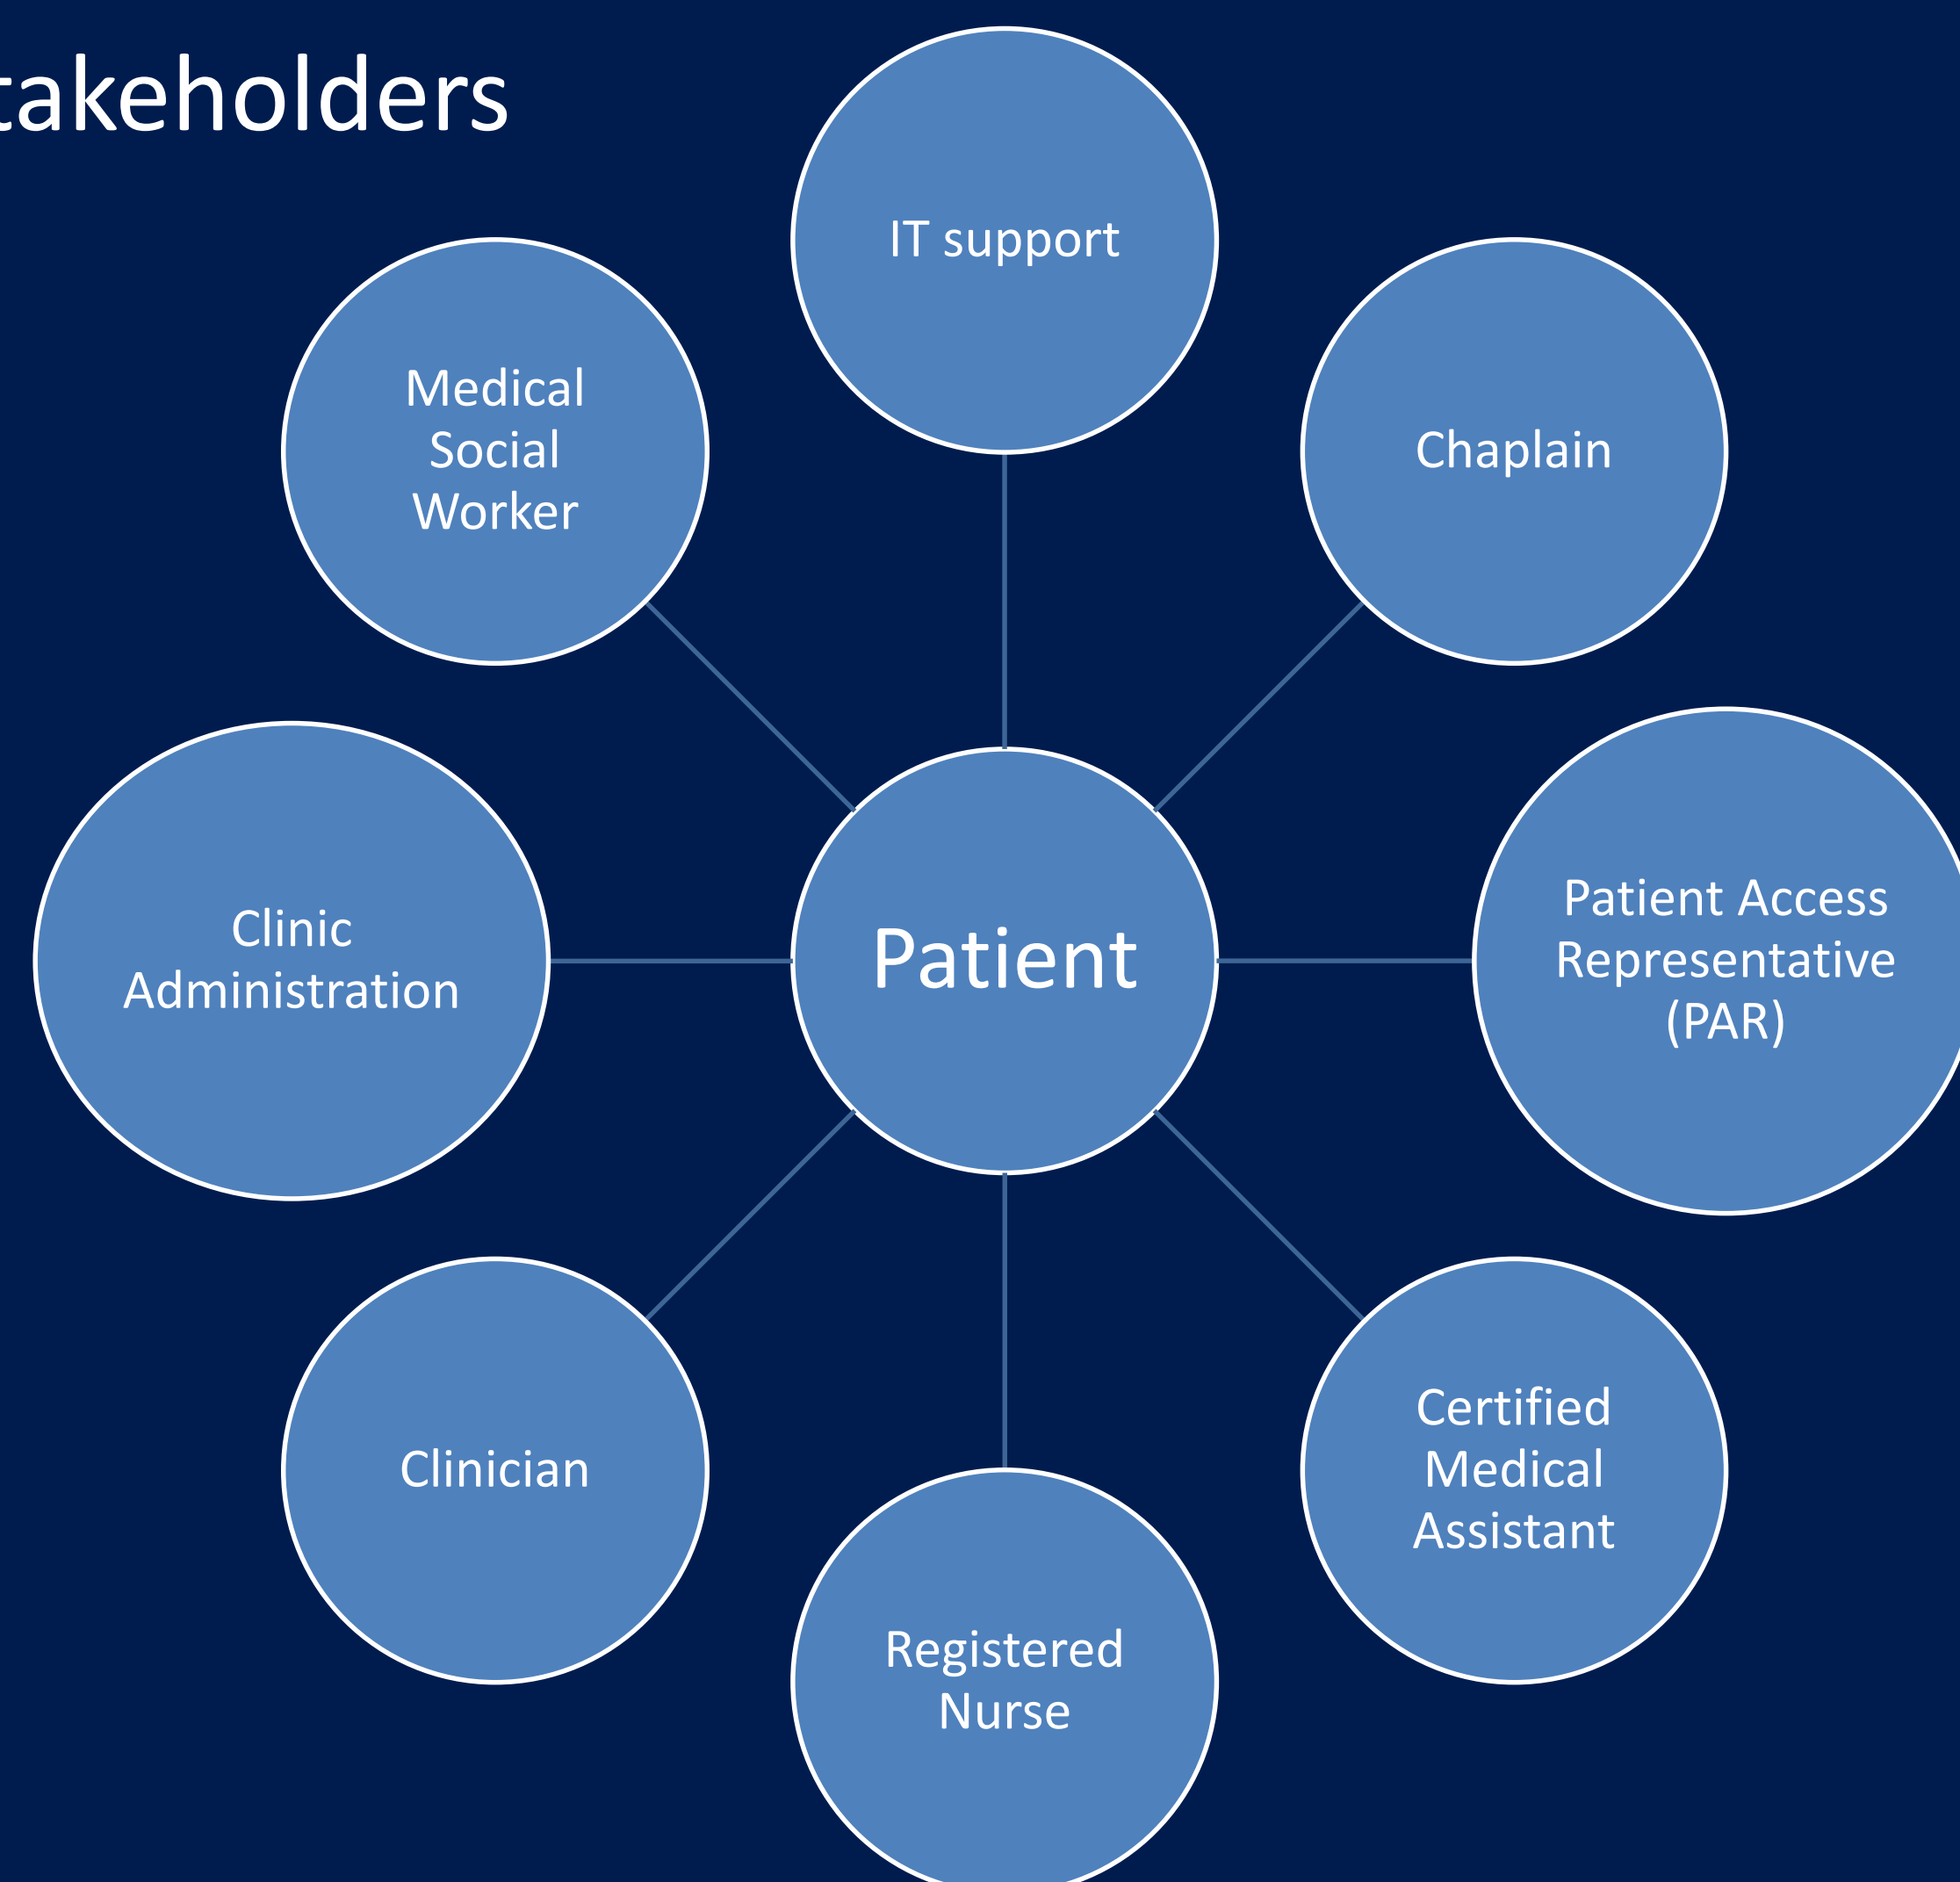 takeholders
IT support
Medical
Social
Worker
Chaplain
Clinic
Administration
Patient
Patient Access
Representative
(PAR)
Clinician
Certified
Medical
Assistant
Registered
Nurse